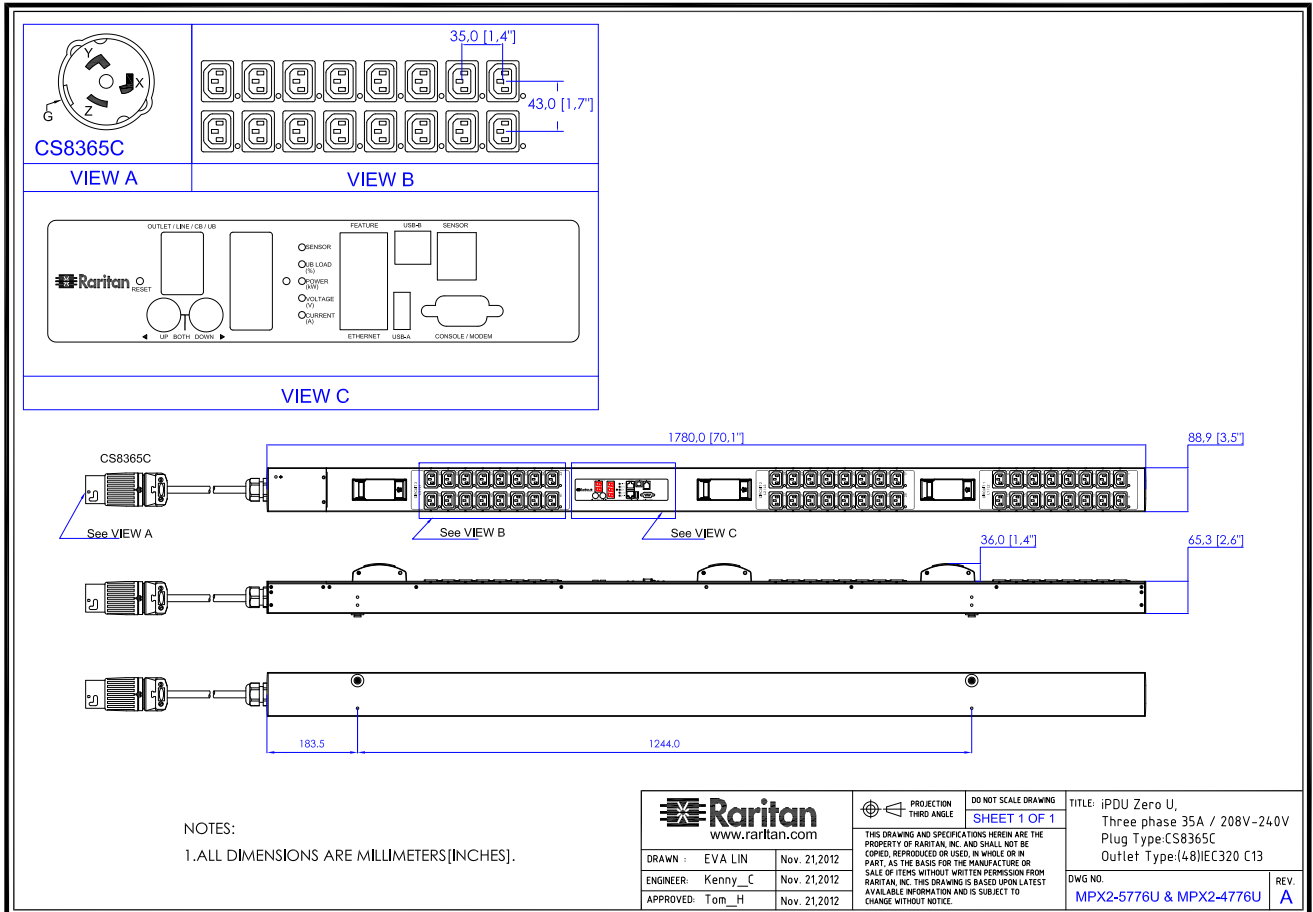 Y
X
Z
G
CS8365C
VIEW A
35,0 [1,4"]
43,0 [1,7"]
VIEW B
OUTLET / LINE / CB / UB
FEATURE
USB-B
SENSOR
Raritan
RESET
SENSOR
UB LOAD
(%)
POWER
(kW)
VOLTAGE
(V)
CURRENT
(A)
UP BOTH DOWN
ETHERNET
USB-A
CONSOLE / MODEM
VIEW C
1780,0 [70,1"]
88,9 [3,5"]
CS8365C
See VIEW A
See VIEW B
See VIEW C
36,0 [1,4"]
65,3 [2,6"]
183.5
1244.0
NOTES:
1.ALL DIMENSIONS ARE MILLIMETERS[INCHES].
Raritan
www.raritan.com
DRAWN : EVA LIN Nov. 21,2012
ENGINEER: Kenny__C Nov. 21,2012
APPROVED: Tom__H Nov. 21,2012
PROJECTION
THIRD ANGLE
DO NOT SCALE DRAWING
SHEET 1 OF 1
THIS DRAWING AND SPECIFICATIONS HEREIN ARE THE
PROPERTY OF RARITAN, INC. AND SHALL NOT BE
COPIED, REPRODUCED OR USED, IN WHOLE OR IN
PART, AS THE BASIS FOR THE MANUFACTURE OR
SALE OF ITEMS WITHOUT WRITTEN PERMISSION FROM
RARITAN, INC. THIS DRAWING IS BASED UPON LATEST
AVAILABLE INFORMATION AND IS SUBJECT TO
CHANGE WITHOUT NOTICE.
TITLE: iPDU Zero U,
Three phase 35A / 208V-240V
Plug Type:CS8365C
Outlet Type:(48)IEC320 C13
DWG NO.
MPX2-5776U & MPX2-4776U
REV.
A